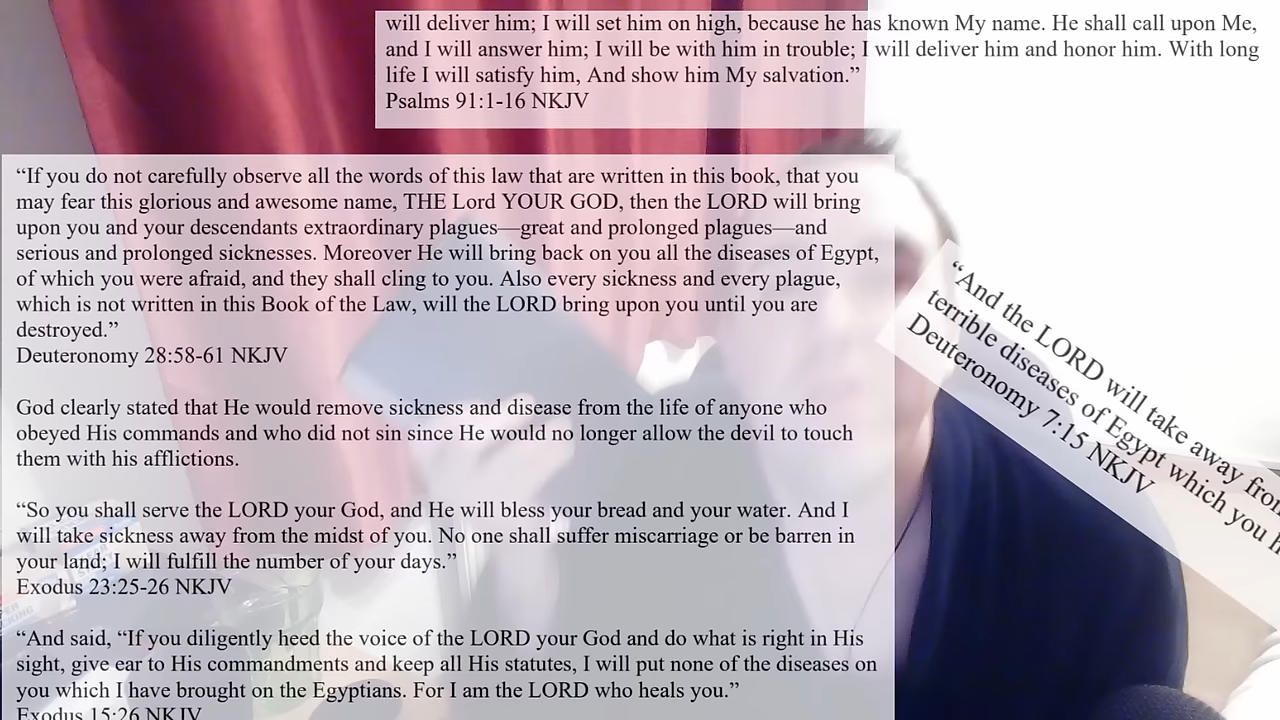 will deliver him; I will set him on high, because he has known My name. He shall call upon Me,
and I will answer him; I will be with him in trouble; I will deliver him and honor him. With long
life I will satisfy him, And show him My salvation.”
Psalms 91:1-16 NKJV
“If you do not carefully observe all the words of this law that are written in this book, that you
may fear this glorious and awesome name, THE Lord YOUR GOD, then the LORD will bring
upon you and your descendants extraordinary plagues—great and prolonged plagues—and
serious and prolonged sicknesses. Moreover He will bring back on you all the diseases of Egypt,
of which you were afraid, and they shall cling to you. Also every sickness and every plague,
which is not written in this Book of the Law, will the LORD bring upon you until you are
destroyed.”
Deuteronomy 28:58-61 NKJV
God clearly stated that He would remove sickness and disease from the life of anyone who
obeyed His commands and who did not sin since He would no longer allow the devil to touch
them with his afflictions.
“So you shall serve the LORD your God, and He will bless your bread and your water. And I
will take sickness away from the midst of you. No one shall suffer miscarriage or be barren in
your land; I will fulfill the number of your days.”
Exodus 23:25-26 NKJV
“And said, “If you diligently heed the voice of the LORD your God and do what is right in His
sight, give ear to His commandments and keep all His statutes, I will put none of the diseases on
you which I have brought on the Egyptians. For I am the LORD who heals you.”
Exodus 15:26 NKJV
“And the LORD will take away from
terrible diseases of Egypt which you
Deuteronomy 7:15 NKJV